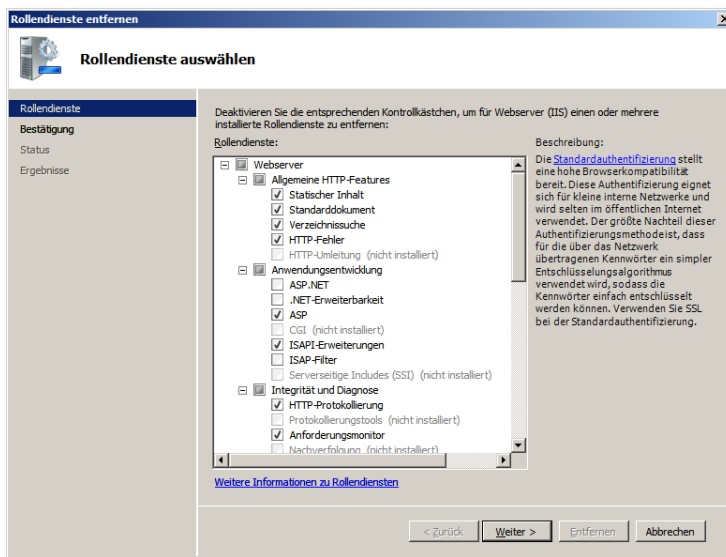 Rollendienste entfernen
Rollendienste auswählen
Rollendienste
Bestätigung
Status
Ergebnisse
Deaktivieren Sie die entsprechenden Kontrollkästchen, um für Webserver (IIS) einen oder mehrere
installierte Rollendienste zu entfernen:
Rollendienste:
Webserver
Allgemeine HTTP-Features
Statischer Inhalt
Standarddokument
Verzeichnissuche
HTTP-Fehler
HTTP-Umleitung (nicht installiert)
Anwendungsentwicklung
ASP.NET
.NET-Erweiterbarkeit
ASP
CGI (nicht installiert)
ISAPI-Erweiterungen
ISAP-Filter
Serverseitige Includes (SSI) (nicht installiert)
Integrität und Diagnose
HTTP-Protokollierung
Protokollierungstools (nicht installiert)
Anforderungsmonitor
Nachverfolgung (nicht installiert)
Beschreibung:
Die Standardauthentifizierung stellt
eine hohe Browserkompatibilität
bereit. Diese Authentifizierung eignet
sich für kleine interne Netzwerke und
wird selten im öffentlichen Internet
verwendet. Der größte Nachteil dieser
Authentifizierungsmethodeist, dass
für die über das Netzwerk
übertragenen Kennwörter ein simpler
Entschlüsselungsalgorithmus
verwendet wird, sodass die
Kennwörter einfach entschlüsselt
werden können. Verwenden Sie SSL
bei der Standardauthentifizierung.
Weitere Informationen zu Rollendiensten
< Zurück
Weiter >
Entfernen
Abbrechen